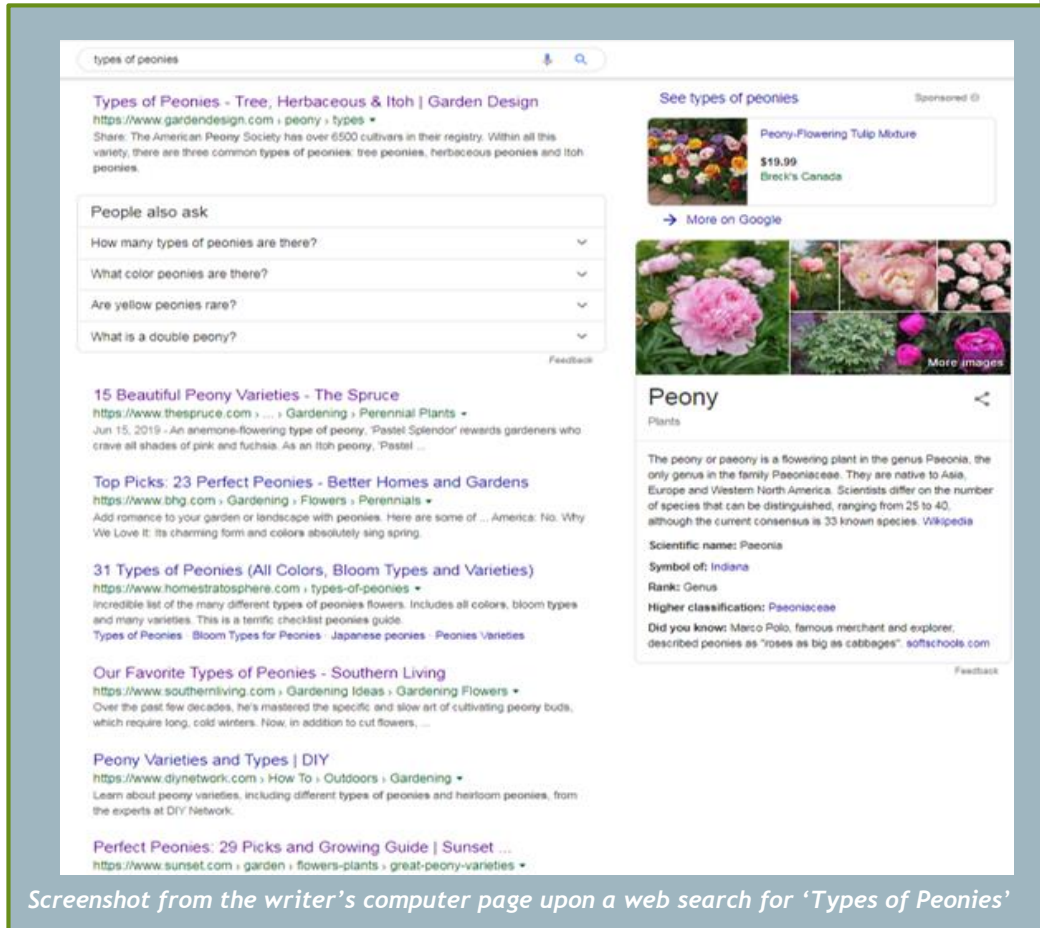 types of peonies
Types of Peonies - Tree, Herbaceous & Itoh | Garden Design
https://www.gardendesign.com › peony › types
Share: The American Peony Society has over 6500 cultivars in their registry. Within all this
variety, there are three common types of peonies: tree peonies, herbaceous peonies and Itoh
peonies.
People also ask
How many types of peonies are there?
What color peonies are there?
Are yellow peonies rare?
What is a double peony?
Feedback
15 Beautiful Peony Varieties - The Spruce
https://www.thespruce.com › ... › Gardening › Perennial Plants
Jun 15, 2019 - An anemone-flowering type of peony, 'Pastel Splendor' rewards gardeners who
crave all shades of pink and fuchsia. As an Itoh peony, 'Pastel ...
Top Picks: 23 Perfect Peonies - Better Homes and Gardens
https://www.bhg.com › Gardening › Flowers › Perennials
Add romance to your garden or landscape with peonies. Here are some of ... America: No. Why
We Love It: Its charming form and colors absolutely sing spring.
31 Types of Peonies (All Colors, Bloom Types and Varieties)
https://www.homestratosphere.com › types-of-peonies
Incredible list of the many different types of peonies flowers. Includes all colors, bloom types
and many varieties. This is a terrific checklist peonies guide.
Types of Peonies · Bloom Types for Peonies · Japanese peonies · Peonies Varieties
Our Favorite Types of Peonies - Southern Living
https://www.southernliving.com › Gardening Ideas › Gardening Flowers
Over the past few decades, he's mastered the specific and slow art of cultivating peony buds,
which require long, cold winters. Now, in addition to cut flowers, ...
Peony Varieties and Types | DIY
https://www.diynetwork.com › How To › Outdoors › Gardening
Learn about peony varieties, including different types of peonies and heirloom peonies, from
the experts at DIY Network.
Perfect Peonies: 29 Picks and Growing Guide | Sunset ...
https://www.sunset.com › garden › flowers-plants › great-peony-varieties
See types of peonies
Sponsored
Peony-Flowering Tulip Mixture
$19.99
Breck's Canada
→ More on Google
More images
Peony
Plants
The peony or paeony is a flowering plant in the genus Paeonia, the
only genus in the family Paeoniaceae. They are native to Asia,
Europe and Western North America. Scientists differ on the number
of species that can be distinguished, ranging from 25 to 40,
although the current consensus is 33 known species. Wikipedia
Scientific name: Paeonia
Symbol of: Indiana
Rank: Genus
Higher classification: Paeoniaceae
Did you know: Marco Polo, famous merchant and explorer,
described peonies as "roses as big as cabbages". softschools.com
Feedback
Screenshot from the writer's computer page upon a web search for 'Types of Peonies'